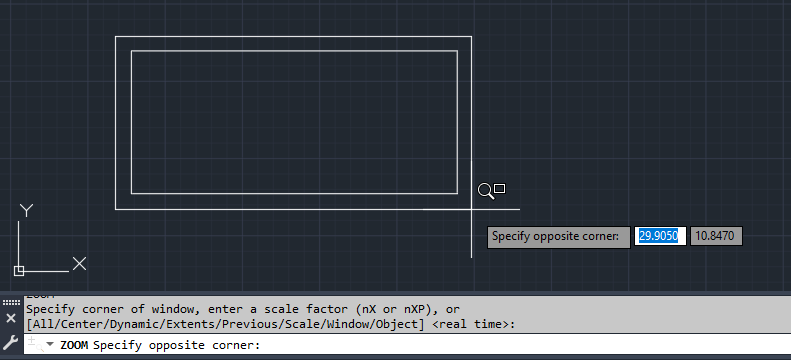 Specify opposite corner: 29.9050 10.8470
Y
X
ZOOM
Specify corner of window, enter a scale factor (nX or nXP), or
[All/Center/Dynamic/Extents/Previous/Scale/Window/Object] <real time>:
ZOOM Specify opposite corner: